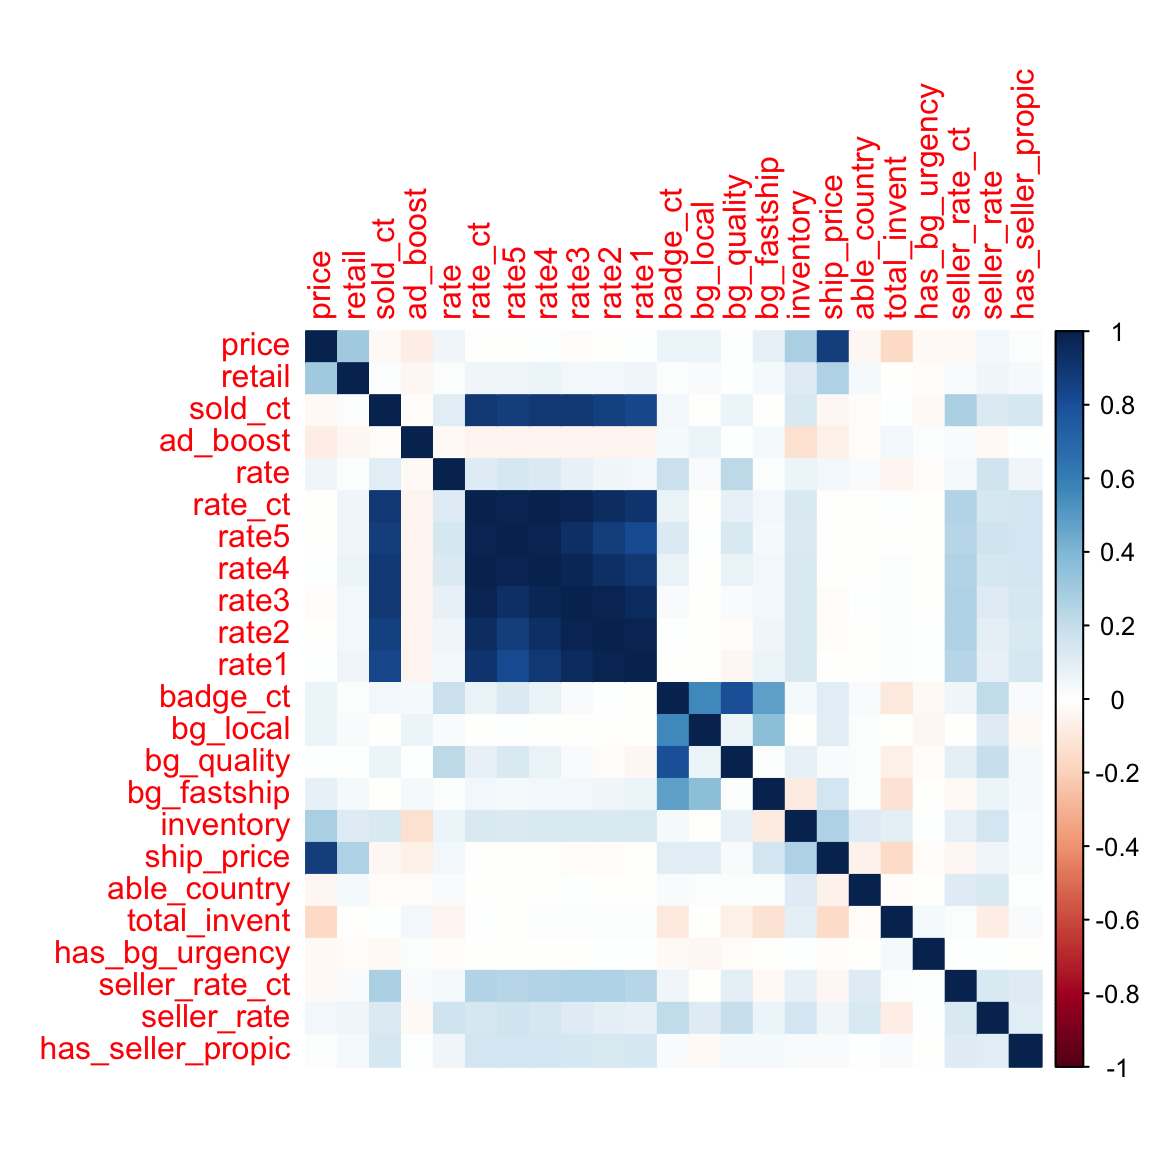 price
retail
sold_ct
ad_boost
rate
rate_ct
rate5
rate4
rate3
rate2
rate1
badge_ct
bg_local
bg_quality
bg_fastship
inventory
ship_price
able_country
total_invent
has_bg_urgency
seller_rate_ct
seller_rate
has_seller_propic
price
retail
sold_ct
ad_boost
rate
rate_ct
rate5
rate4
rate3
rate2
rate1
badge_ct
bg_local
bg_quality
bg_fastship
inventory
ship_price
able_country
total_invent
has_bg_urgency
seller_rate_ct
seller_rate
has_seller_propic
1
0.8
0.6
0.4
0.2
0
-0.2
-0.4
-0.6
-0.8
-1